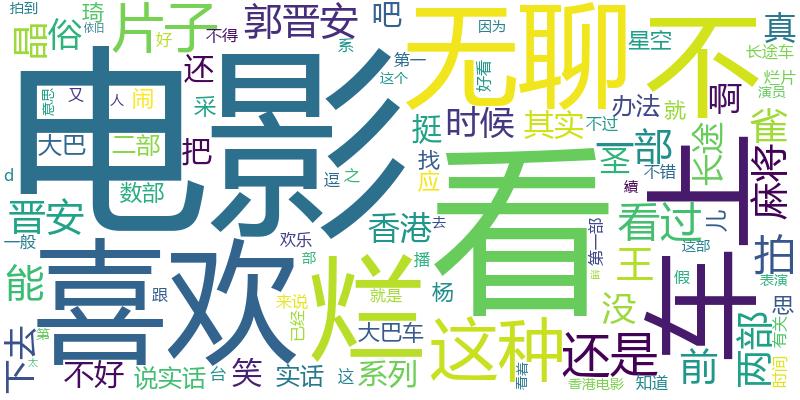 拍到
琦
片子
郭晋安
吧
因为
星空
真
依旧
俗
好
不得
系
第一
无聊
不
长途车
晶
电影
还
这个
好看
烂片
意思
又
人
闹
采
挺
时候
其实
办法
就
啊
演员
大巴
二部
把
找
圣
部
不过
长途
雀
d
数部
逗
之
应
看
不错
车上
麻将
晋安
香港
去
看过
儿
續
一般
喜欢
欢乐
播
第一部
王
这部
拍
能
部
烂
杨
假
表演
跟
来说
就是
没
思
下去
第
已经
大巴车
这种
还是
前
两部
有关
太
不好
说实话
台
笑
实话
这
系列
看着
香港电影
知道
时间